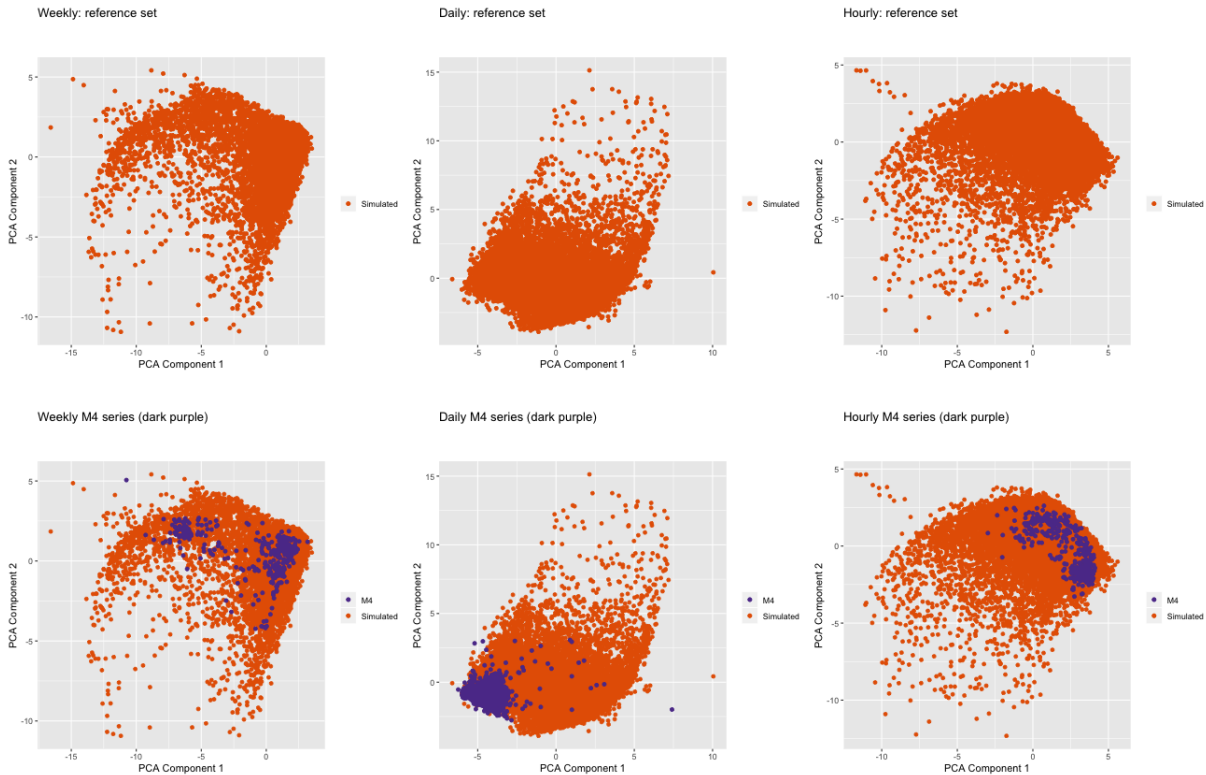 Weekly: reference set
5
0
-5
-10
PCA Component 2
-15
-10
-5
0
PCA Component 1
Simulated
Daily: reference set
15
10
5
0
PCA Component 2
-5
0
5
10
PCA Component 1
Simulated
Hourly: reference set
5
0
-5
-10
PCA Component 2
-10
-5
0
5
PCA Component 1
Simulated
Weekly M4 series (dark purple)
5
0
-5
-10
PCA Component 2
-15
-10
-5
0
PCA Component 1
M4
Simulated
Daily M4 series (dark purple)
15
10
5
0
PCA Component 2
-5
0
5
10
PCA Component 1
M4
Simulated
Hourly M4 series (dark purple)
5
0
-5
-10
PCA Component 2
-10
-5
0
5
PCA Component 1
M4
Simulated